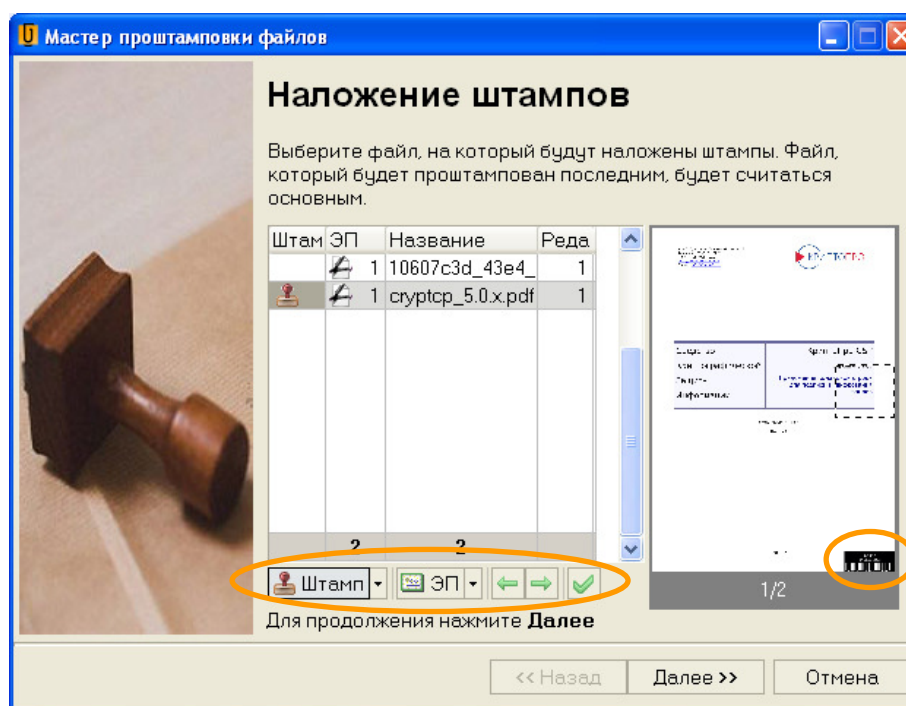 Мастер проштамповки файлов
Наложение штампов
Выберите файл, на который будут наложены штампы. Файл,
который будет проштампован последним, будет считаться
основным.
Штам ЭП Название Реда
1 10607c3d_43e4_ 1
1 cryptcp_5.0.x.pdf 1
2 2
Штамп ЭП
1/2
Для продолжения нажмите Далее
<< Назад Далее >> Отмена